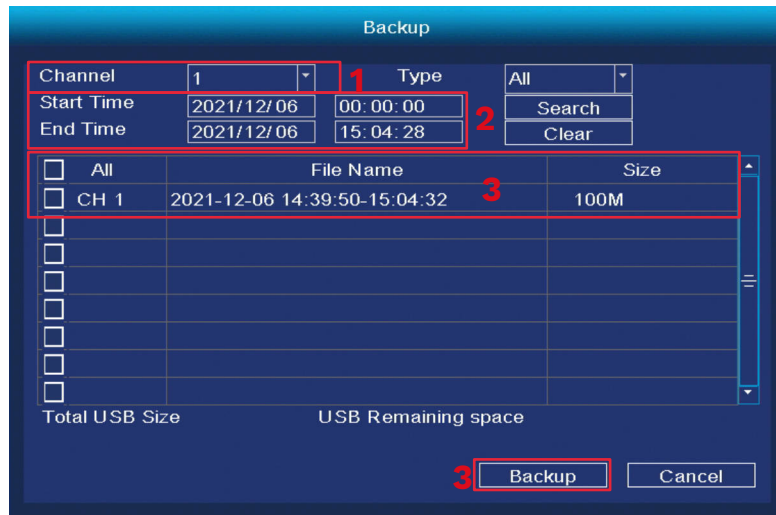 Backup
Channel 1 1 Type All
Start Time 2021/12/06 00:00:00 2 Search
End Time 2021/12/06 15:04:28 Clear
All File Name Size
CH 1 2021-12-06 14:39:50-15:04:32 3 100M
Total USB Size USB Remaining space
3 Backup Cancel